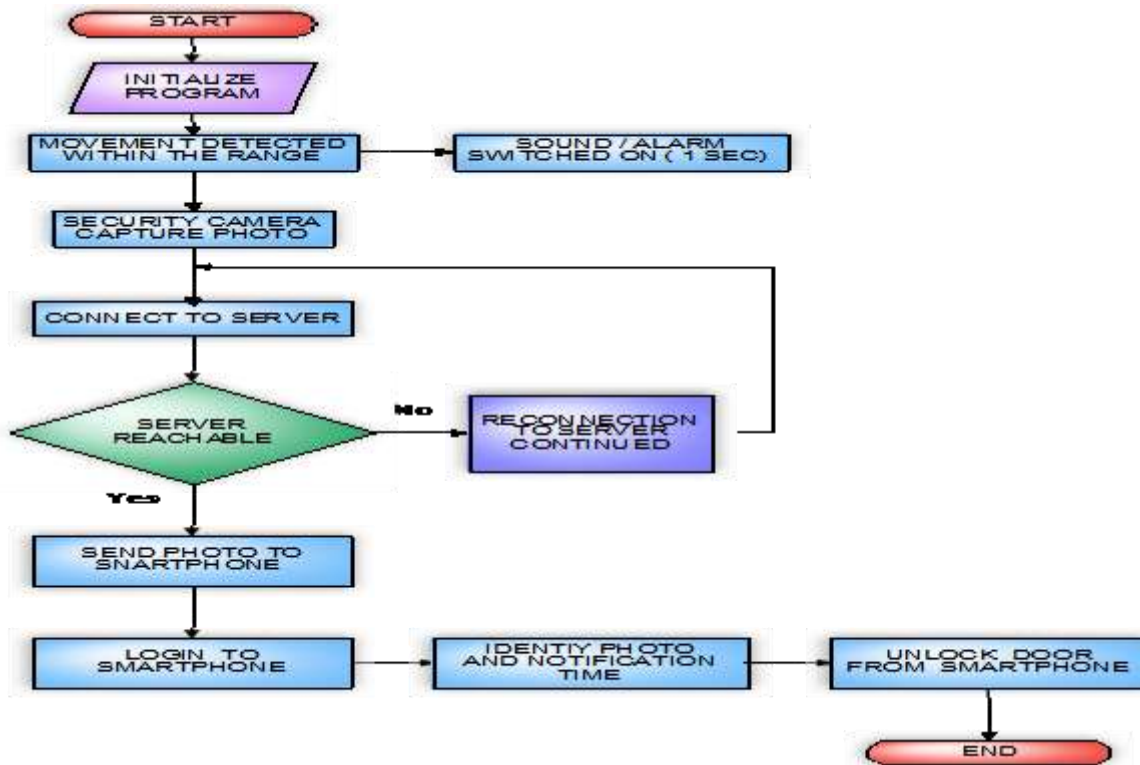 START
INITIALIZE
PROGRAM
MOVEMENT DETECTED
WITHIN THE RANGE
SOUND / ALARM
SWITCHED ON ( 1 SEC)
SECURITY CAMERA
CAPTURE PHOTO
CONNECT TO SERVER
SERVER
REACHABLE
No
RECONNECTION
TO SERVER
CONTINUED
Yes
SEND PHOTO TO
SNARTPHONE
LOGIN TO
SMARTPHONE
IDENTIY PHOTO
AND NOTIFICATION
TIME
UNLOCK DOOR
FROM SMARTPHONE
END